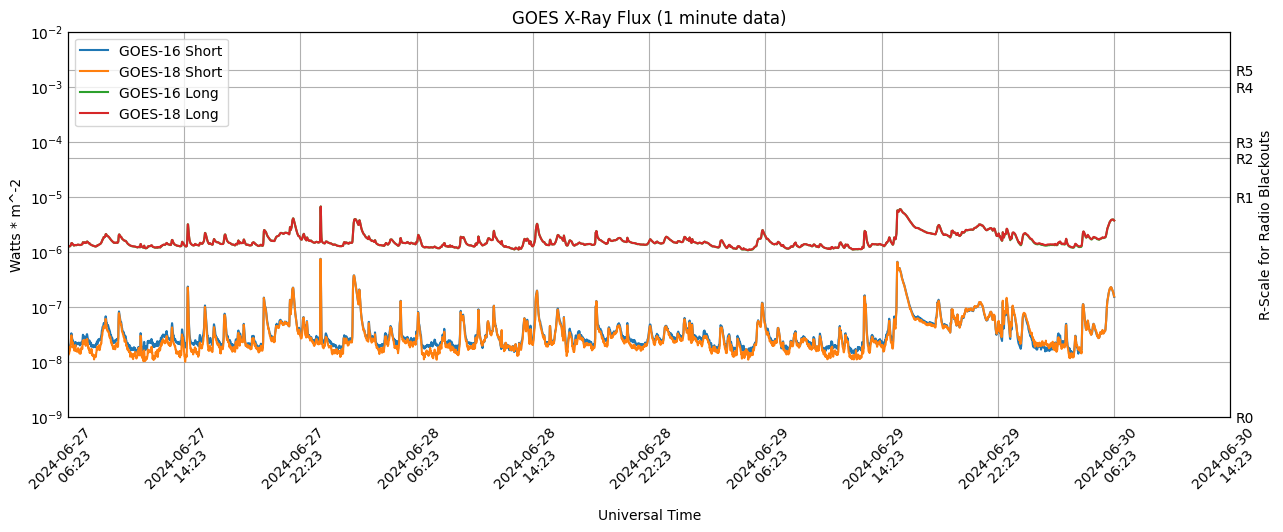 GOES X-Ray Flux (1 minute data)
GOES-16 Short
GOES-18 Short
GOES-16 Long
GOES-18 Long
Watts * m^-2
10^-2
10^-3
10^-4
10^-5
10^-6
10^-7
10^-8
10^-9
R5
R4
R3
R2
R1
R0
R-Scale for Radio Blackouts
2024-06-27
06:23
2024-06-27
14:23
2024-06-27
22:23
2024-06-28
06:23
2024-06-28
14:23
2024-06-28
22:23
2024-06-29
06:23
2024-06-29
14:23
2024-06-29
22:23
2024-06-30
06:23
2024-06-30
14:23
Universal Time